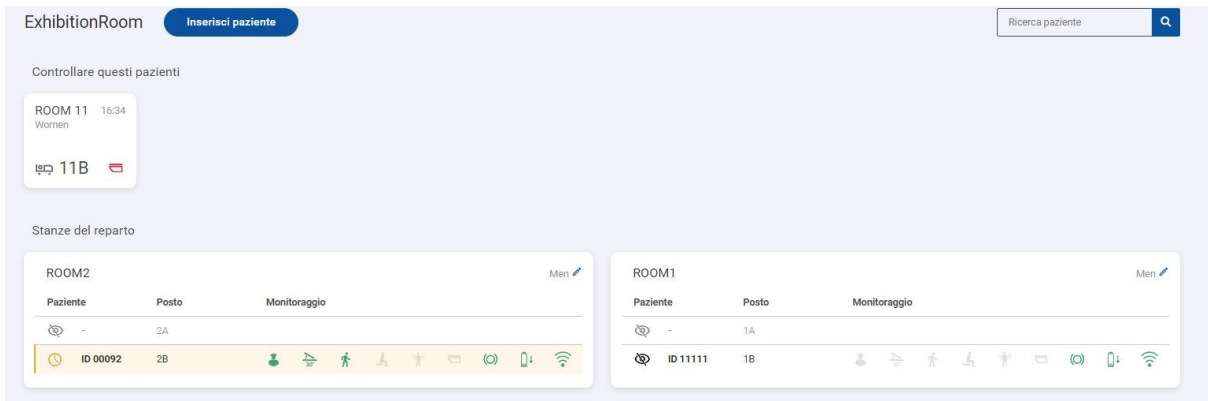 ExhibitionRoom Inserisci paziente Ricerca paziente
Controllare questi pazienti
ROOM 11 16:34
Women
11B
Stanze del reparto
ROOM2 Men
Paziente Posto Monitoraggio
- 2A
ID 00092 2B 30°
ROOM1 Men
Paziente Posto Monitoraggio
- 1A
ID 11111 1B